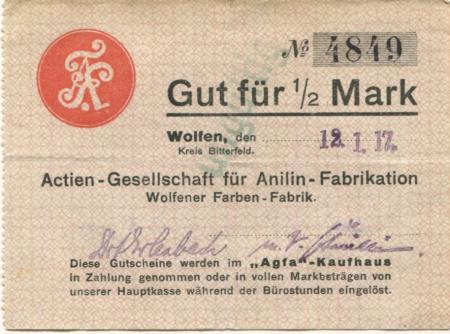 № 4849
Gut für 1/2 Mark
Wolfen, den 12. 1. 17.
Kreis Bitterfeld.
Actien-Gesellschaft für Anilin-Fabrikation
Wolfener Farben-Fabrik.
Diese Gutscheine werden im „Agfa“-Kaufhaus
in Zahlung genommen oder in vollen Markbeträgen von
unserer Hauptkasse während der Bürostunden eingelöst.